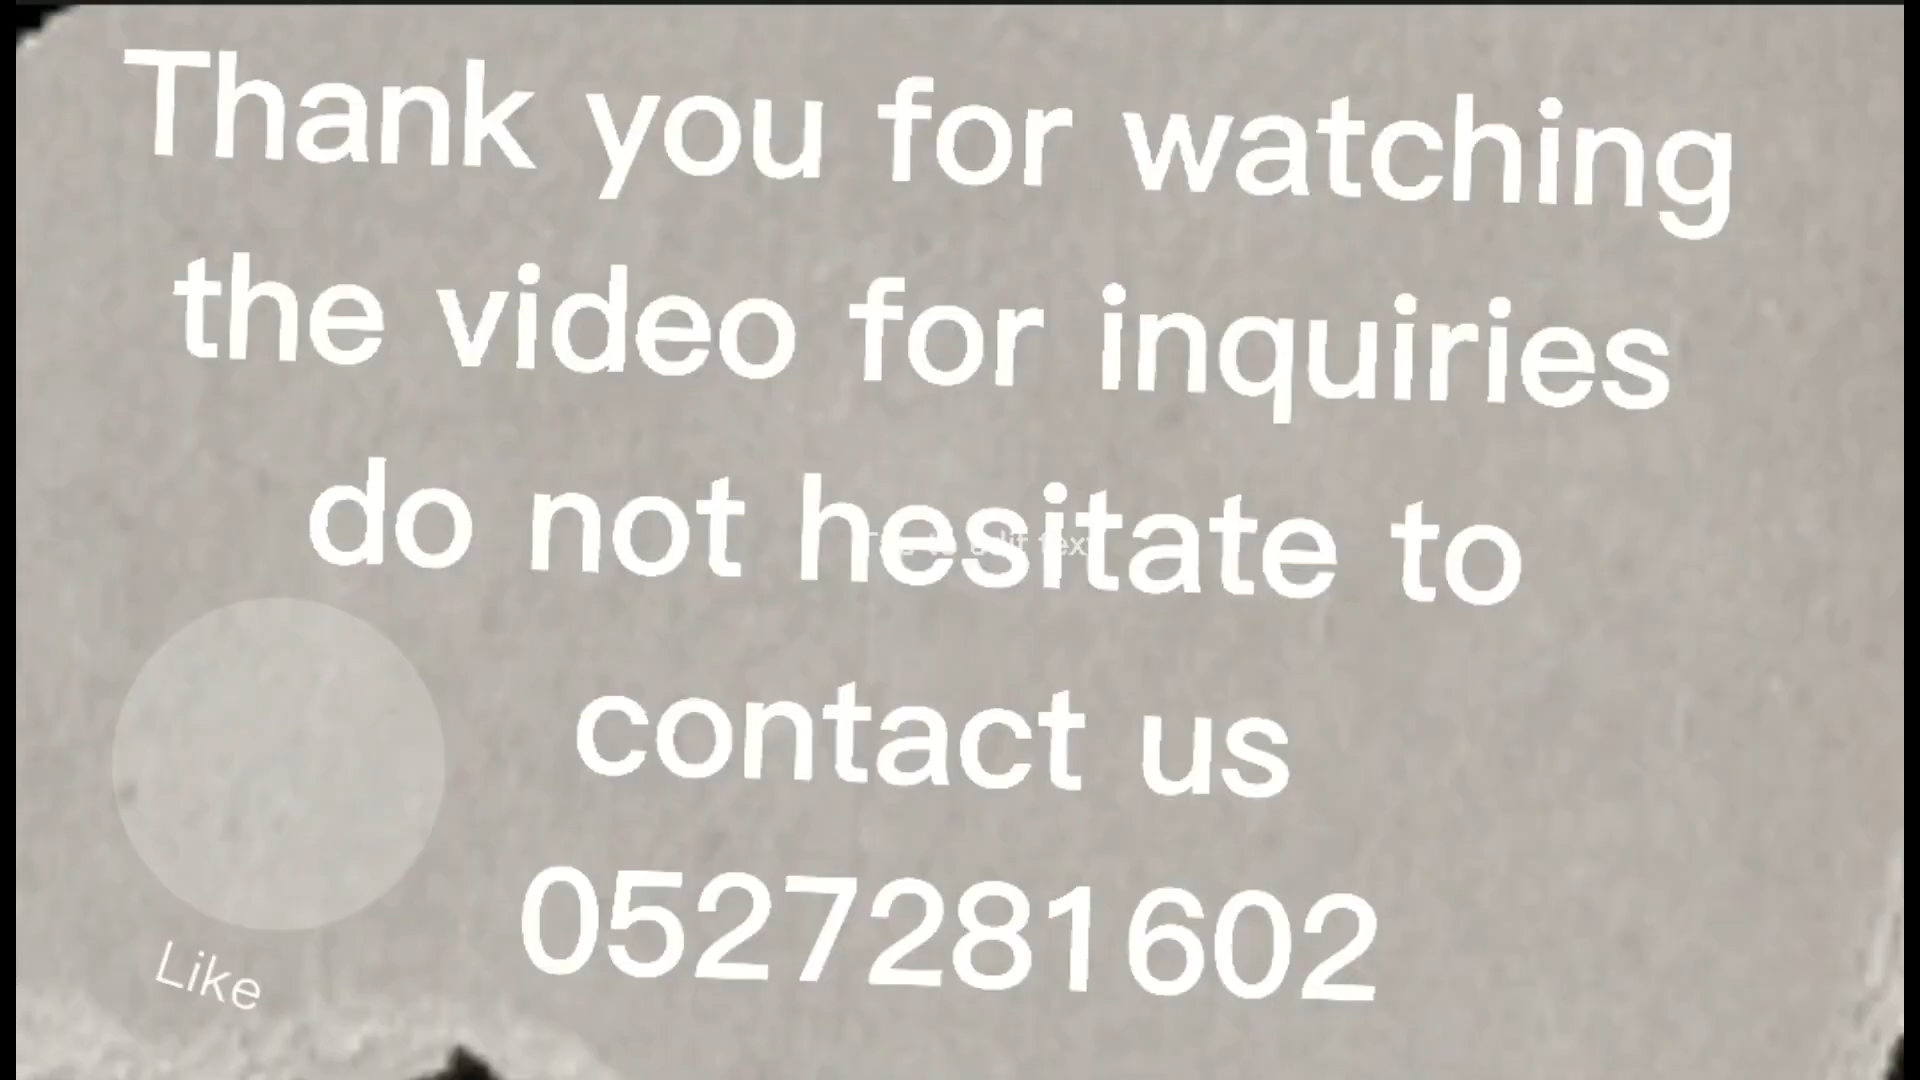 Thank you for watching
the video for inquiries
do not hesitate to
contact us
0527281602
Like